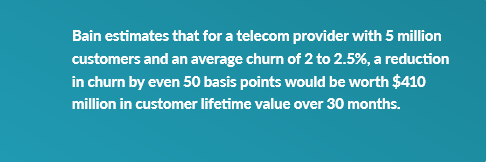 Bain estimates that for a telecom provider with 5 million
customers and an average churn of 2 to 2.5%, a reduction
in churn by even 50 basis points would be worth $410
million in customer lifetime value over 30 months.